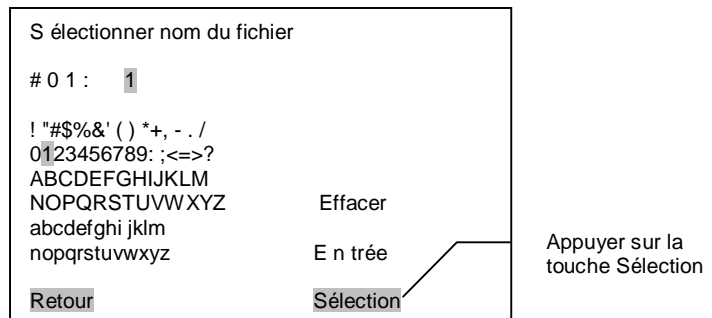 S électionner nom du fichier
# 0 1 : 1
! "#$%&' ( ) *+, - . /
0123456789: ;<=>?
ABCDEFGHIJKLM
NOPQRSTUVW XYZ Effacer
abcdefghi jklm
nopqrstuvwxyz E n trée
Retour Sélection
Appuyer sur la
touche Sélection